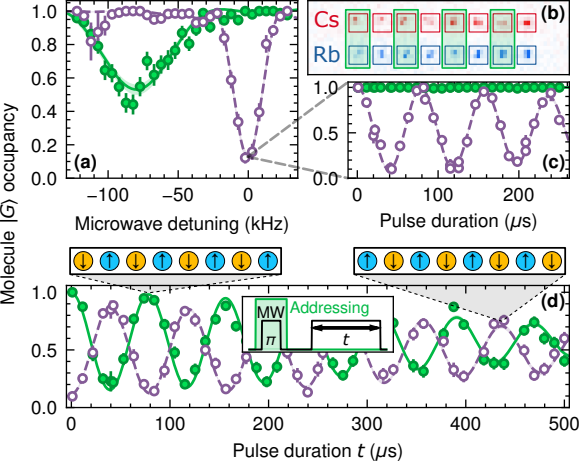 1.0
0.8
0.6
0.4
0.2
0.0
(a)
−100
−50
0
Microwave detuning (kHz)
Molecule |G⟩ occupancy
(b)
Cs
Rb
1.0
0.5
0.0
(c)
0
100
200
Pulse duration (μs)
↓ ↑ ↓ ↑ ↓ ↑ ↓ ↑
↑ ↓ ↑ ↓ ↑ ↓ ↑ ↓
1.0
0.5
0.0
(d)
Addressing
MW
π
t
0
100
200
300
400
500
Pulse duration t (μs)